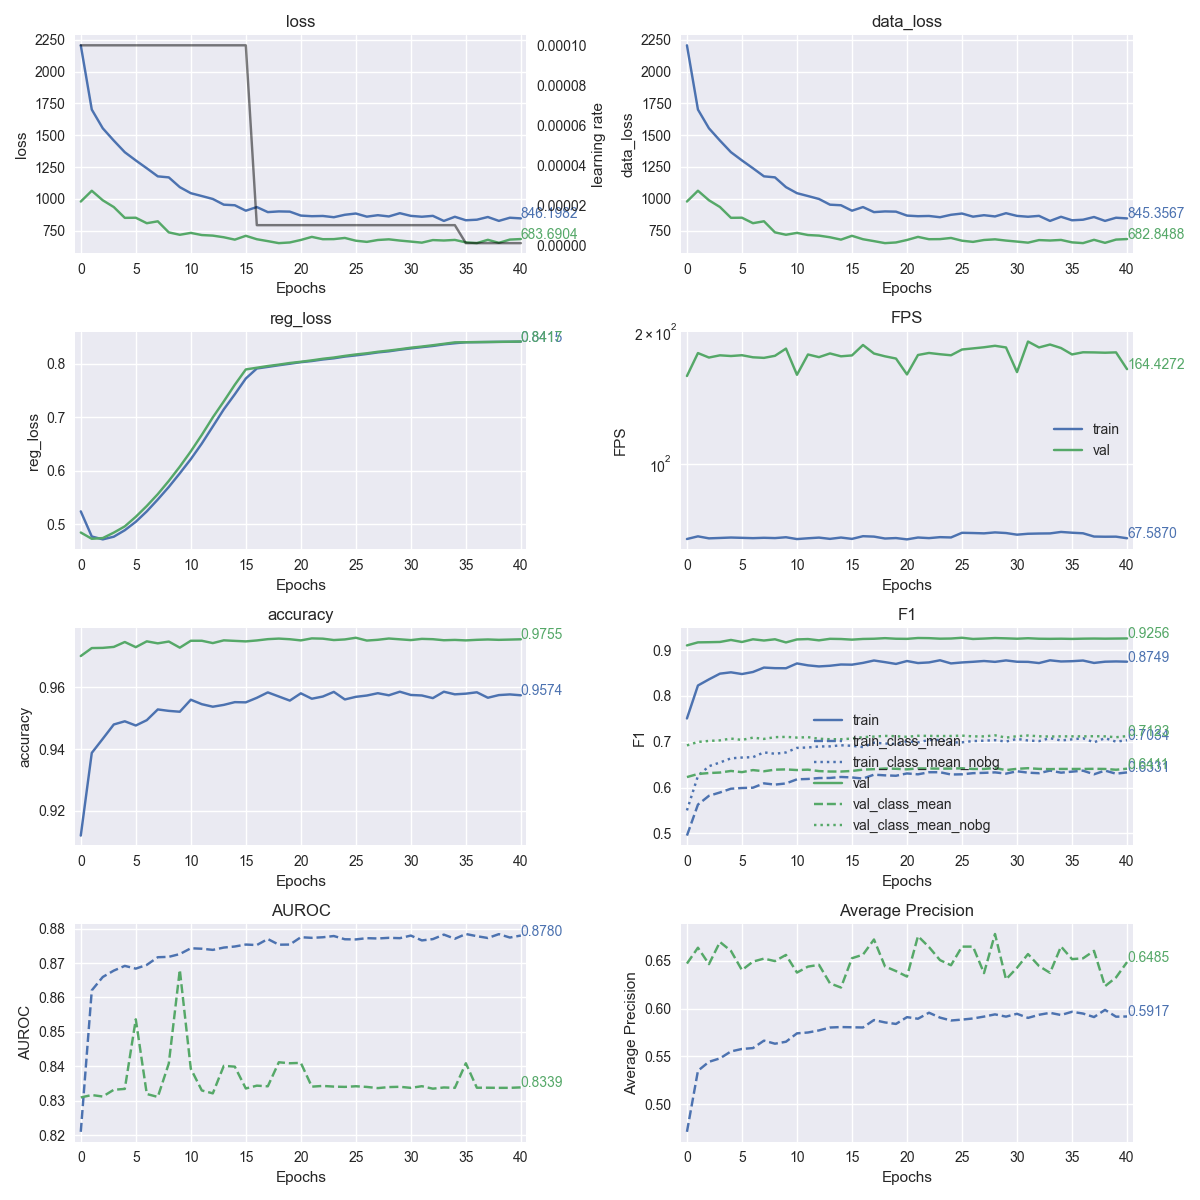 loss
2250
2000
1750
1500
1250
1000
750
loss
0.00010
0.00008
0.00006
0.00004
0.00002
0.00000
learning rate
846.1982
683.6904
0 5 10 15 20 25 30 35 40
Epochs
data_loss
2250
2000
1750
1500
1250
1000
750
data_loss
845.3567
682.8488
0 5 10 15 20 25 30 35 40
Epochs
reg_loss
0.8
0.7
0.6
0.5
reg_loss
0 5 10 15 20 25 30 35 40
Epochs
FPS
2 × 10²
10²
FPS
164.4272
train
val
67.5870
0 5 10 15 20 25 30 35 40
Epochs
accuracy
0.96
0.94
0.92
accuracy
0.9755
0.9574
0 5 10 15 20 25 30 35 40
Epochs
F1
0.9
0.8
0.7
0.6
0.5
F1
0.9256
0.8749
train
train_class_mean
train_class_mean_nobg
val
val_class_mean
val_class_mean_nobg
0.6331
0 5 10 15 20 25 30 35 40
Epochs
AUROC
0.88
0.87
0.86
0.85
0.84
0.83
0.82
AUROC
0.8780
0.8339
0 5 10 15 20 25 30 35 40
Epochs
Average Precision
0.65
0.60
0.55
0.50
Average Precision
0.6485
0.5917
0 5 10 15 20 25 30 35 40
Epochs